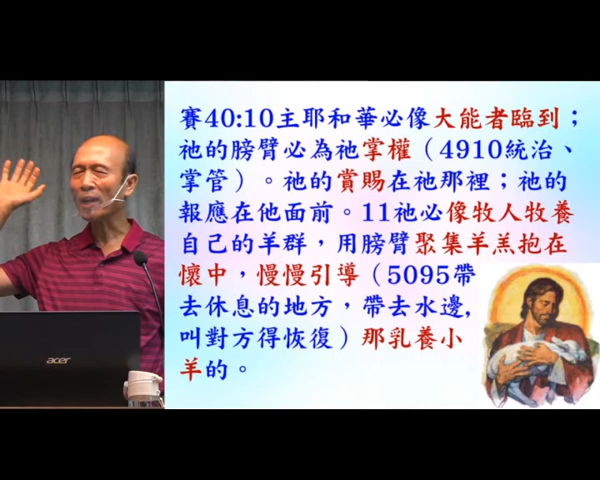 賽40:10主耶和華必像大能者臨到；
祂的膀臂必為祂掌權（4910統治、
掌管）。祂的賞賜在祂那裡；祂的
報應在他面前。11祂必像牧人牧養
自己的羊群，用膀臂聚集羊羔抱在
懷中，慢慢引導（5095帶
去休息的地方，帶去水邊,
叫對方得恢復）那乳養小
羊的。
acer